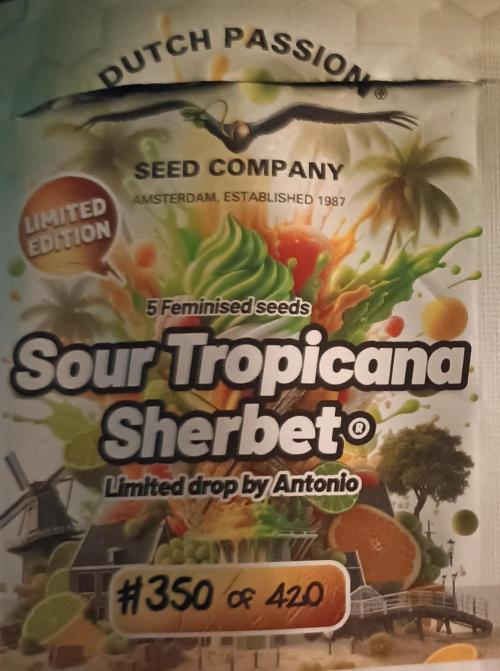 DUTCH PASSION®
SEED COMPANY
AMSTERDAM, ESTABLISHED 1987
LIMITED
EDITION
5 Feminised seeds
Sour Tropicana
Sherbet®
Limited drop by Antonio
#350 OF 420